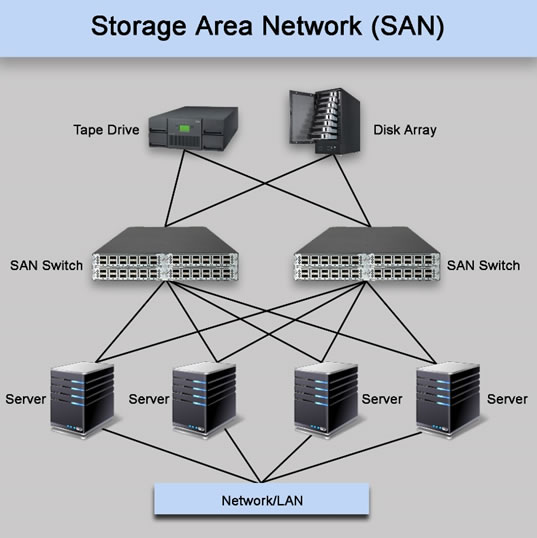 Storage Area Network (SAN)
Tape Drive
Disk Array
SAN Switch
SAN Switch
Server
Server
Server
Server
Network/LAN